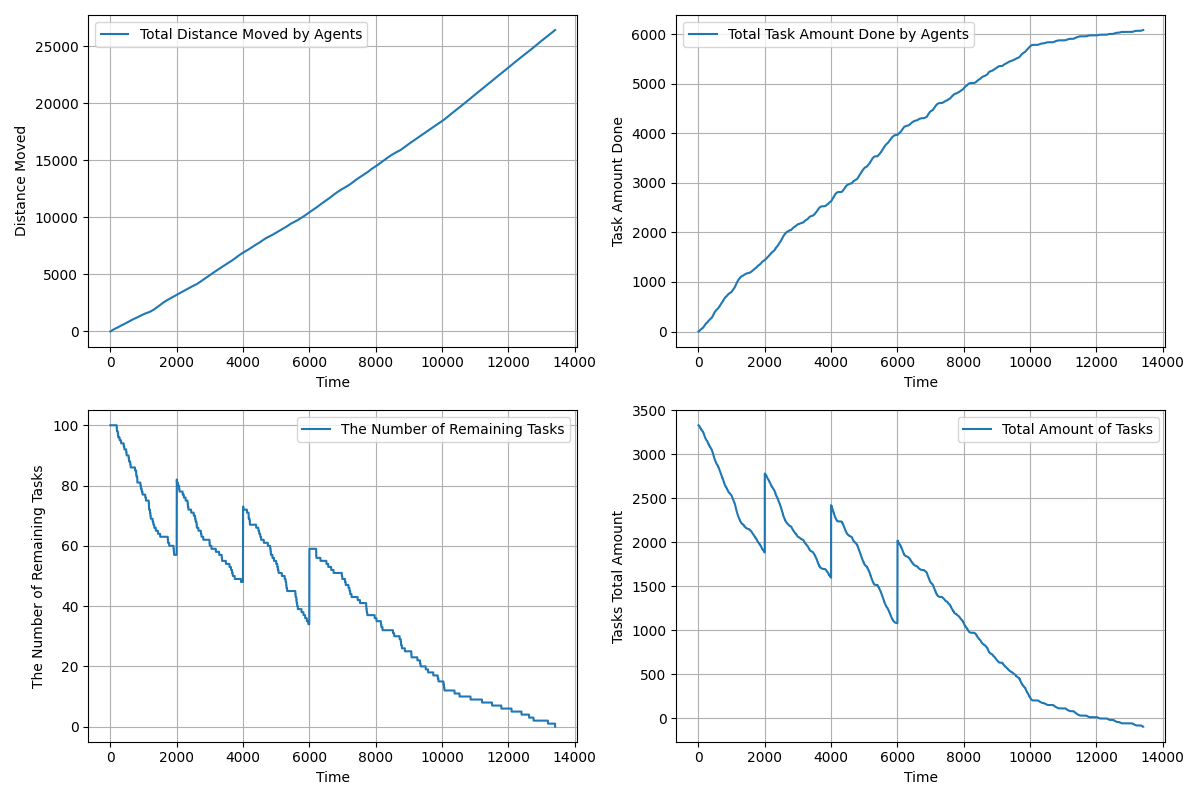 Total Distance Moved by Agents
25000
20000
15000
10000
5000
0
Distance Moved
0 2000 4000 6000 8000 10000 12000 14000
Time
Total Task Amount Done by Agents
6000
5000
4000
3000
2000
1000
0
Task Amount Done
0 2000 4000 6000 8000 10000 12000 14000
Time
The Number of Remaining Tasks
100
80
60
40
20
0
The Number of Remaining Tasks
0 2000 4000 6000 8000 10000 12000 14000
Time
Total Amount of Tasks
3500
3000
2500
2000
1500
1000
500
0
Tasks Total Amount
0 2000 4000 6000 8000 10000 12000 14000
Time